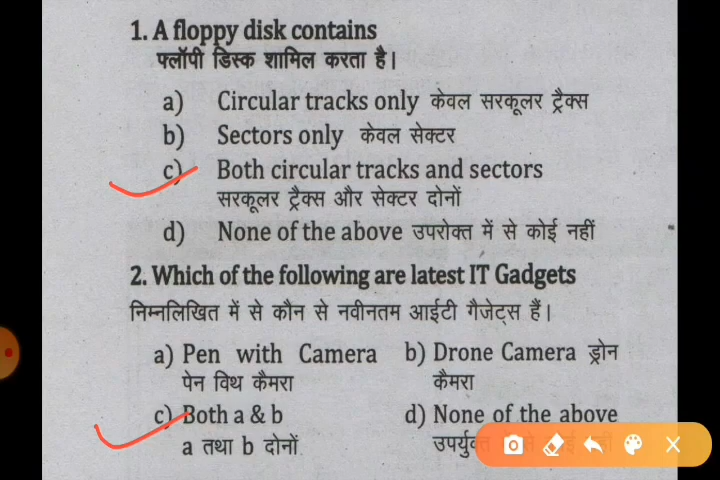 1. A floppy disk contains
फ्लॉपी डिस्क शामिल करता है।
a) Circular tracks only केवल सरकूलर ट्रैक्स
b) Sectors only केवल सेक्टर
c) Both circular tracks and sectors
सरकूलर ट्रैक्स और सेक्टर दोनों
d) None of the above उपरोक्त में से कोई नहीं
2. Which of the following are latest IT Gadgets
निम्नलिखित में से कौन से नवीनतम आईटी गैजेट्स हैं।
a) Pen with Camera b) Drone Camera ड्रोन
पेन विथ कैमरा कैमरा
c) Both a & b d) None of the above
a तथा b दोनों